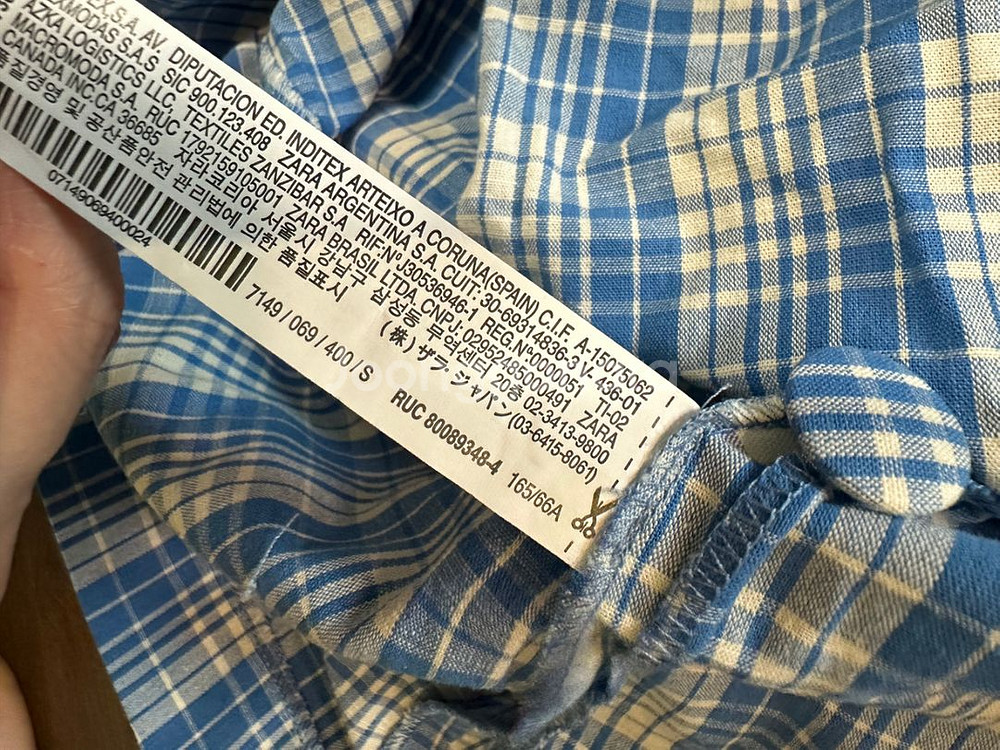 EX, S.A. AV. DIPUTACION ED. INDITEX ARTEIXO A CORUNA(SPAIN) C.I.F. A-15075062
S.A.S SIC 900.123.408 ZARA ARGENTINA S.A. CUIT: 30-69314836-3 V- 436-01
AZKA LOGISTICS LLC, TEXTILES ZANZIBAR S.A. RIF:Nº J30536946-1 REG.Nº0000051 TI-02
MACROMODA S.A. RUC 1792159105001 ZARA BRASIL LTDA. CNPJ: 02952485000491 ZARA
CANADA INC.CA 36685 자라코리아 서울시 강남구 삼성동 무역센터 20층 02-3413-9800
품질경영 및 공산품안전 관리법에 의한 품질표시 (株) ザラ·ジャパン(03-6415-8061)
RUC 80089348-4 165/66A
07149069400024
7149 / 069 / 400 / S